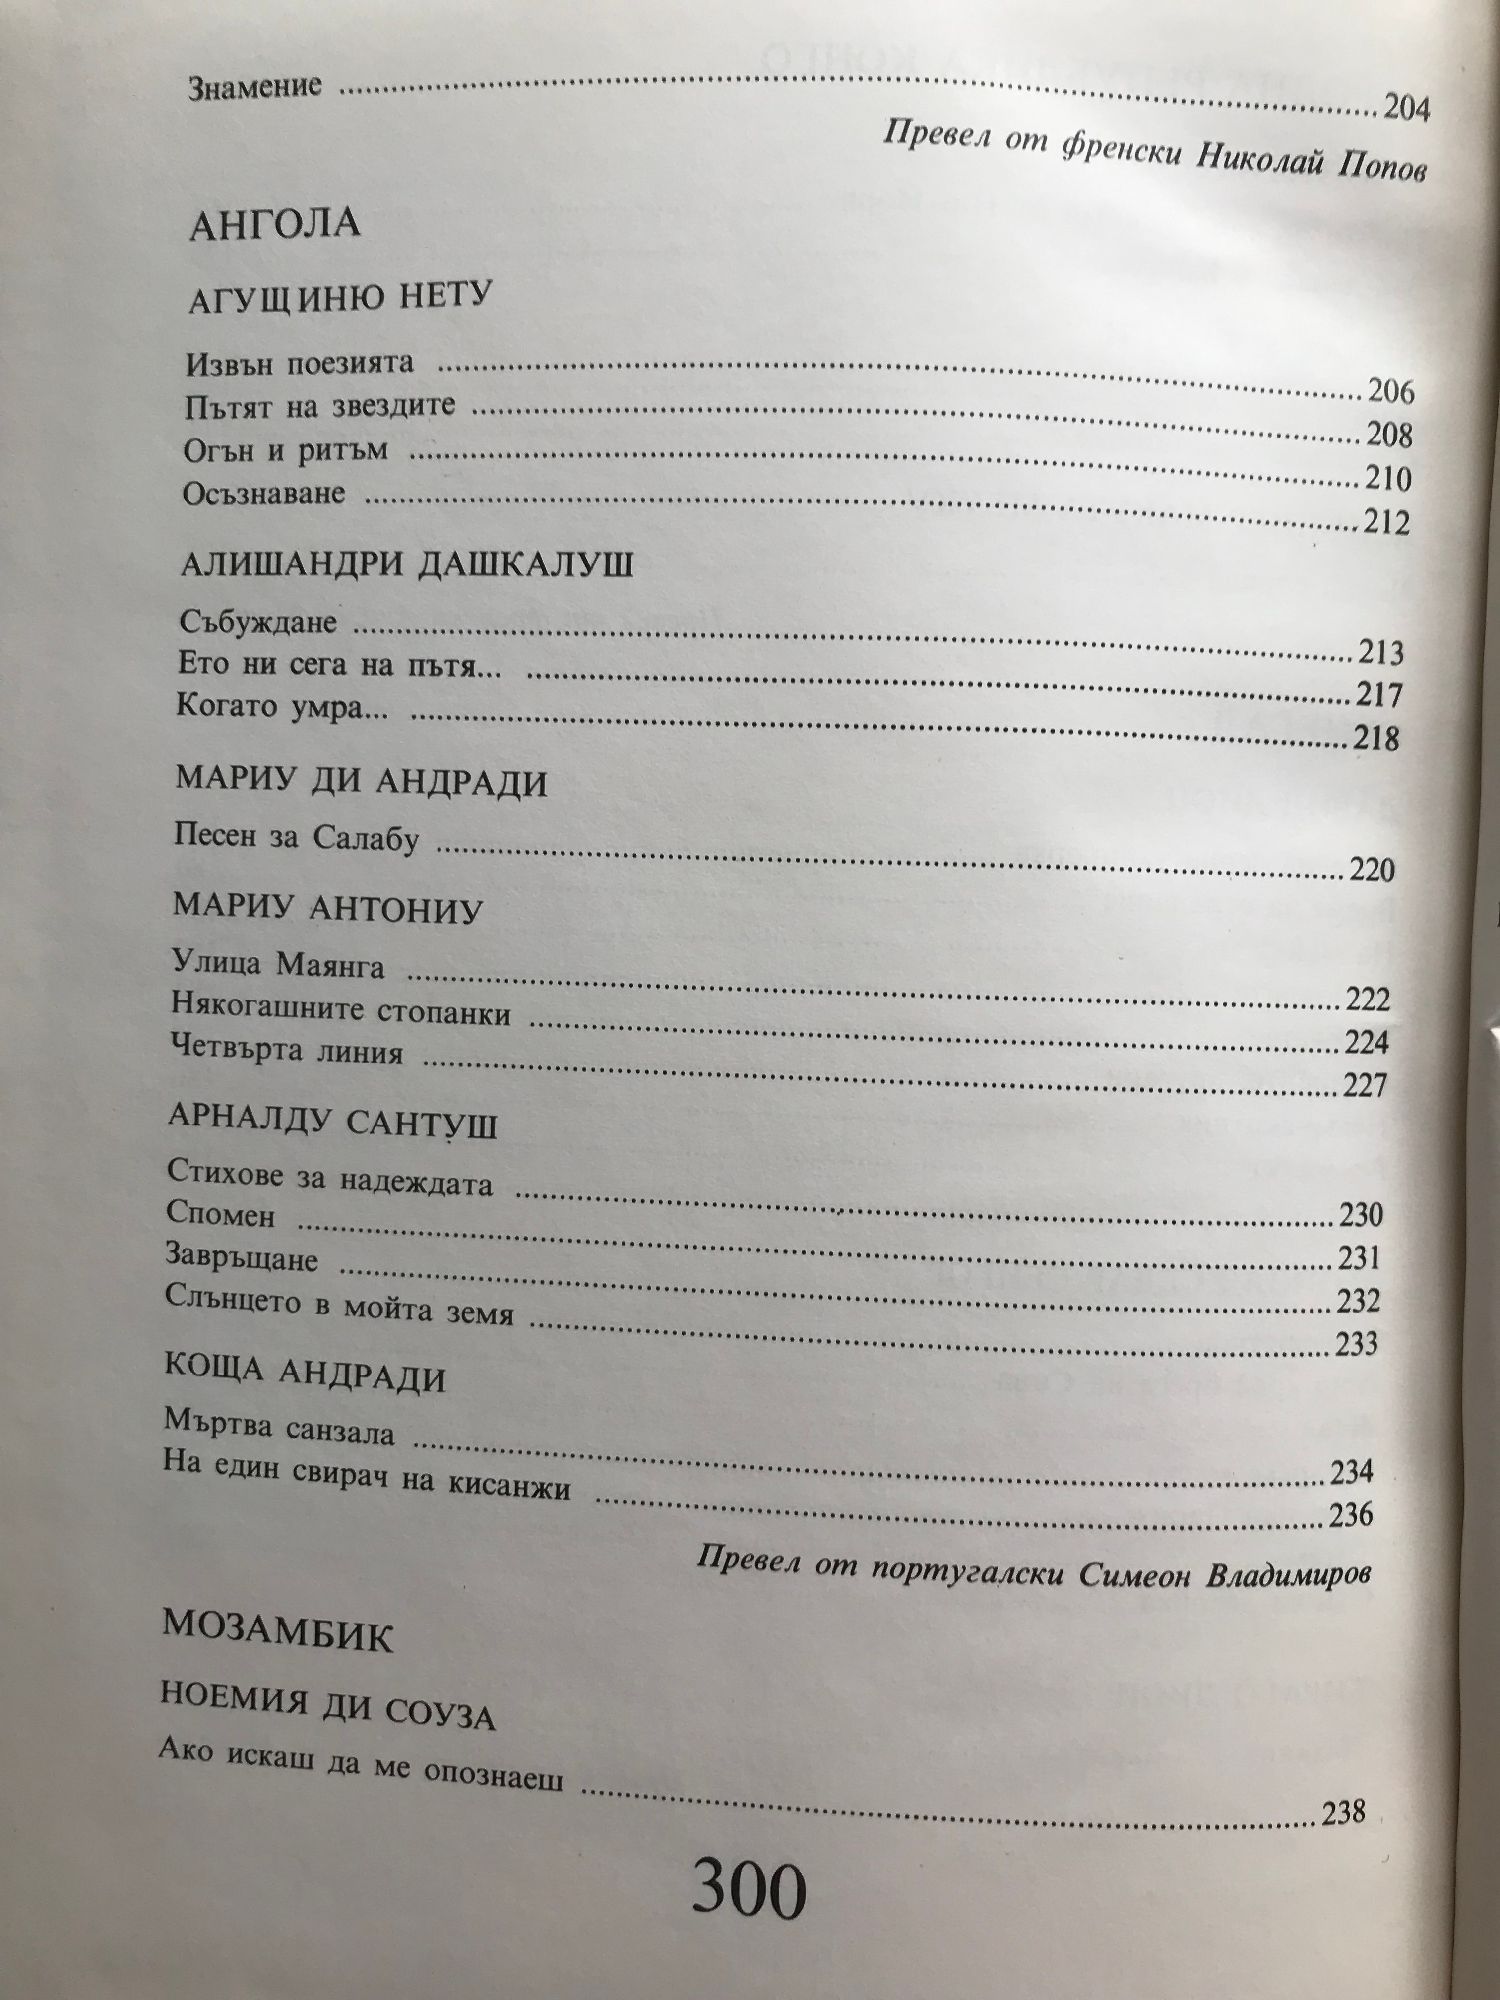 Знамение ........ 204
Превел от френски Николай Попов
АНГОЛА
АГУЩИНЮ НЕТУ
Извън поезията ........ 206
Пътят на звездите ........ 208
Огън и ритъм ........ 210
Осъзнаване ........ 212
АЛИШАНДРИ ДАШКАЛУШ
Събуждане ........ 213
Ето ни сега на пътя... ........ 217
Когато умра... ........ 218
МАРИУ ДИ АНДРАДИ
Песен за Салабу ........ 220
МАРИУ АНТОНИУ
Улица Маянга ........ 222
Някогашните стопанки ........ 224
Четвърта линия ........ 227
АРНАЛДУ САНТУШ
Стихове за надеждата ........ 230
Спомен ........ 231
Завръщане ........ 232
Слънцето в мойта земя ........ 233
КОЩА АНДРАДИ
Мъртва санзала ........ 234
На един свирач на кисанжи ........ 236
Превел от португалски Симеон Владимиров
МОЗАМБИК
НОЕМИЯ ДИ СОУЗА
Ако искаш да ме опознаеш ........ 238
300